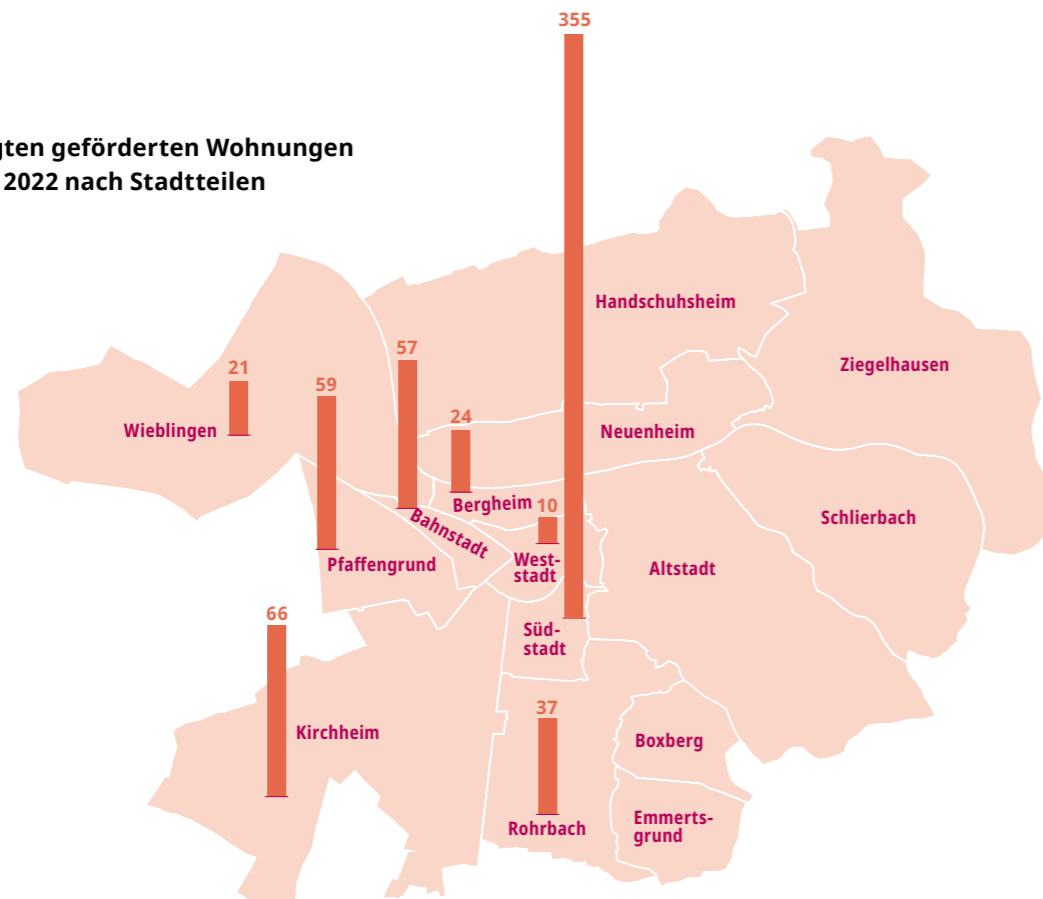 355
geförderten Wohnungen
2022 nach Stadtteilen
Handschuhsheim
Ziegelhausen
57
21
59
24
Wieblingen
Neuenheim
Bergheim
10
Bahnstadt
Schlierbach
Pfaffengrund
West-
stadt
Altstadt
66
Süd-
stadt
37
Kirchheim
Boxberg
Rohrbach
Emmerts-
grund